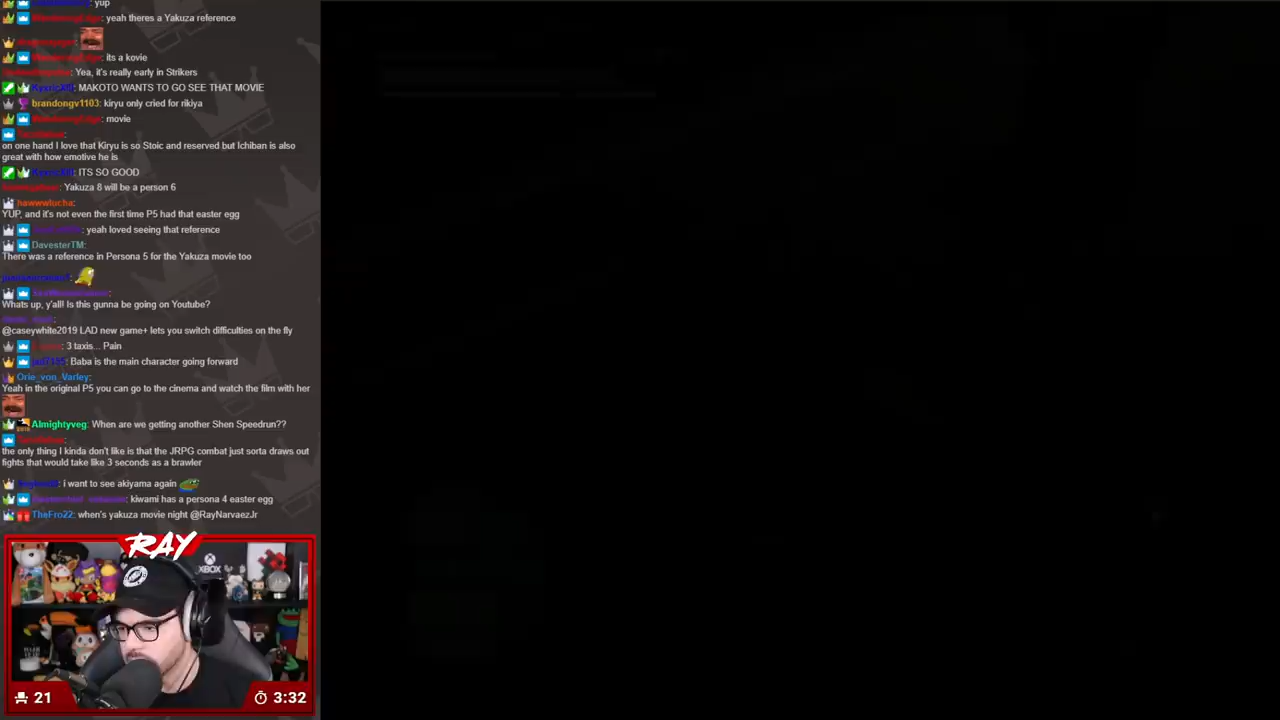 yup
yeah theres a Yakuza reference
its a kovie
Yea, it's really early in Strikers
MAKOTO WANTS TO GO SEE THAT MOVIE
brandongv1103: kiryu only cried for rikiya
movie
on one hand I love that Kiryu is so Stoic and reserved but Ichiban is also
great with how emotive he is
ITS SO GOOD
Yakuza 8 will be a person 6
hawwwlucha:
YUP, and it's not even the first time P5 had that easter egg
yeah loved seeing that reference
DavesterTM:
There was a reference in Persona 5 for the Yakuza movie too
Whats up, y'all! Is this gunna be going on Youtube?
@caseywhite2019 LAD new game+ lets you switch difficulties on the fly
3 taxis... Pain
Baba is the main character going forward
Orie_von_Varley:
Yeah in the original P5 you can go to the cinema and watch the film with her
Almightyveg: When are we getting another Shen Speedrun??
the only thing I kinda don't like is that the JRPG combat just sorta draws out
fights that would take like 3 seconds as a brawler
i want to see akiyama again
kiwami has a persona 4 easter egg
TheFro22: when's yakuza movie night @RayNarvaezJr
RAY
XBOX
21
3:32